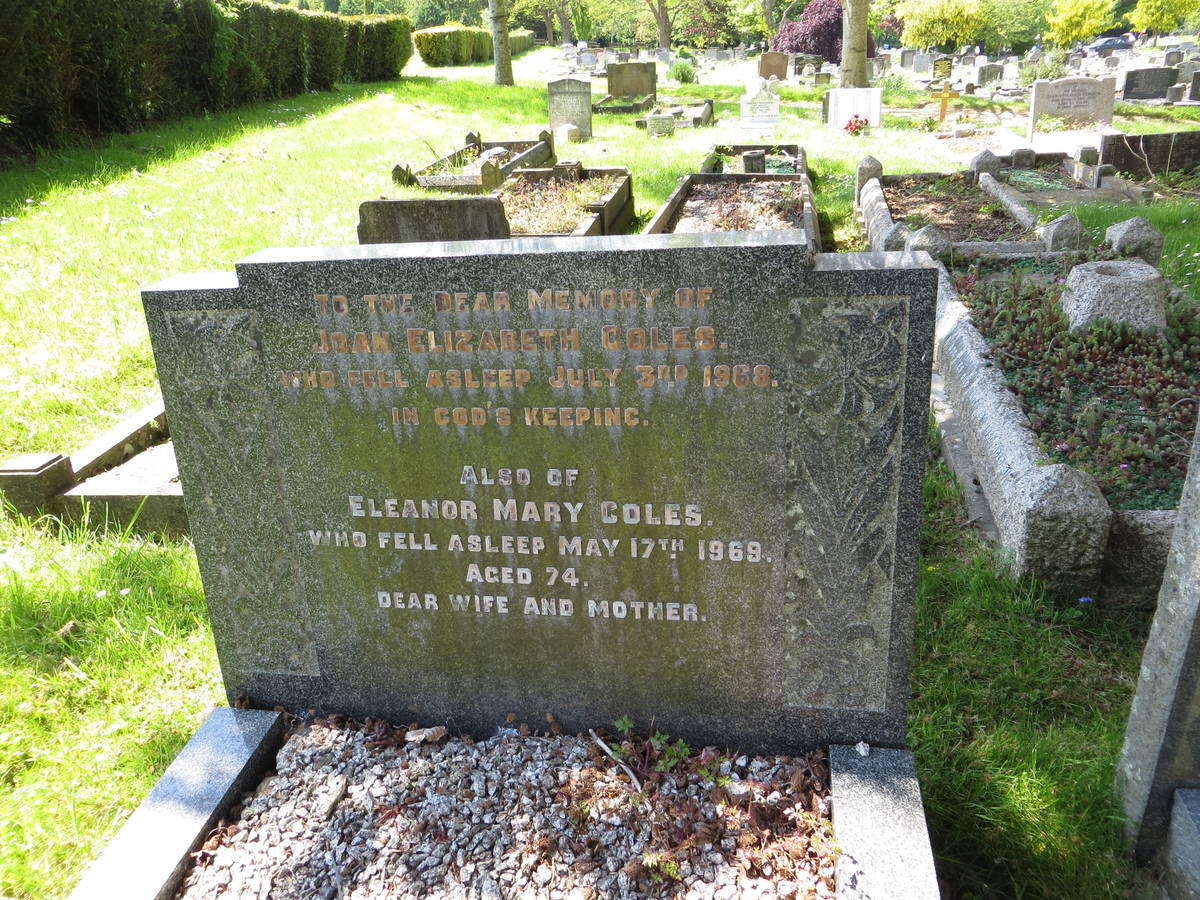 TO THE DEAR MEMORY OF
JOAN ELIZABETH COLES.
WHO FELL ASLEEP JULY 3RD 1968.
IN GOD'S KEEPING.
ALSO OF
ELEANOR MARY COLES.
WHO FELL ASLEEP MAY 17TH 1969.
AGED 74.
DEAR WIFE AND MOTHER.